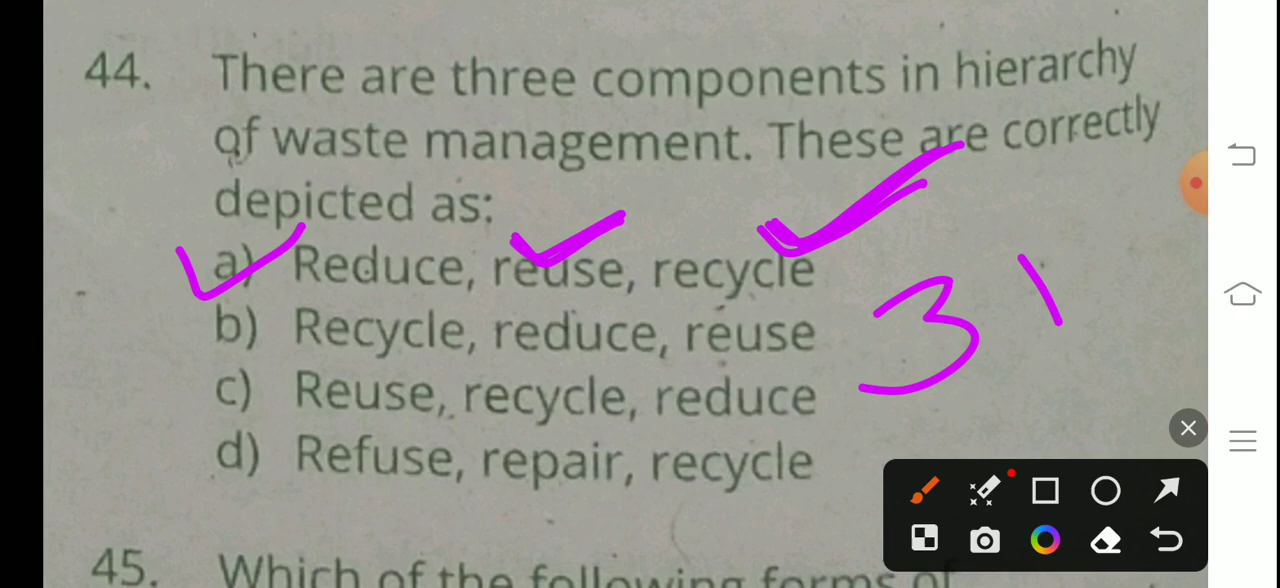 44. There are three components in hierarchy
of waste management. These are correctly
depicted as:
a) Reduce, reuse, recycle
b) Recycle, reduce, reuse
c) Reuse, recycle, reduce
d) Refuse, repair, recycle
3
45. Which of the following forms of